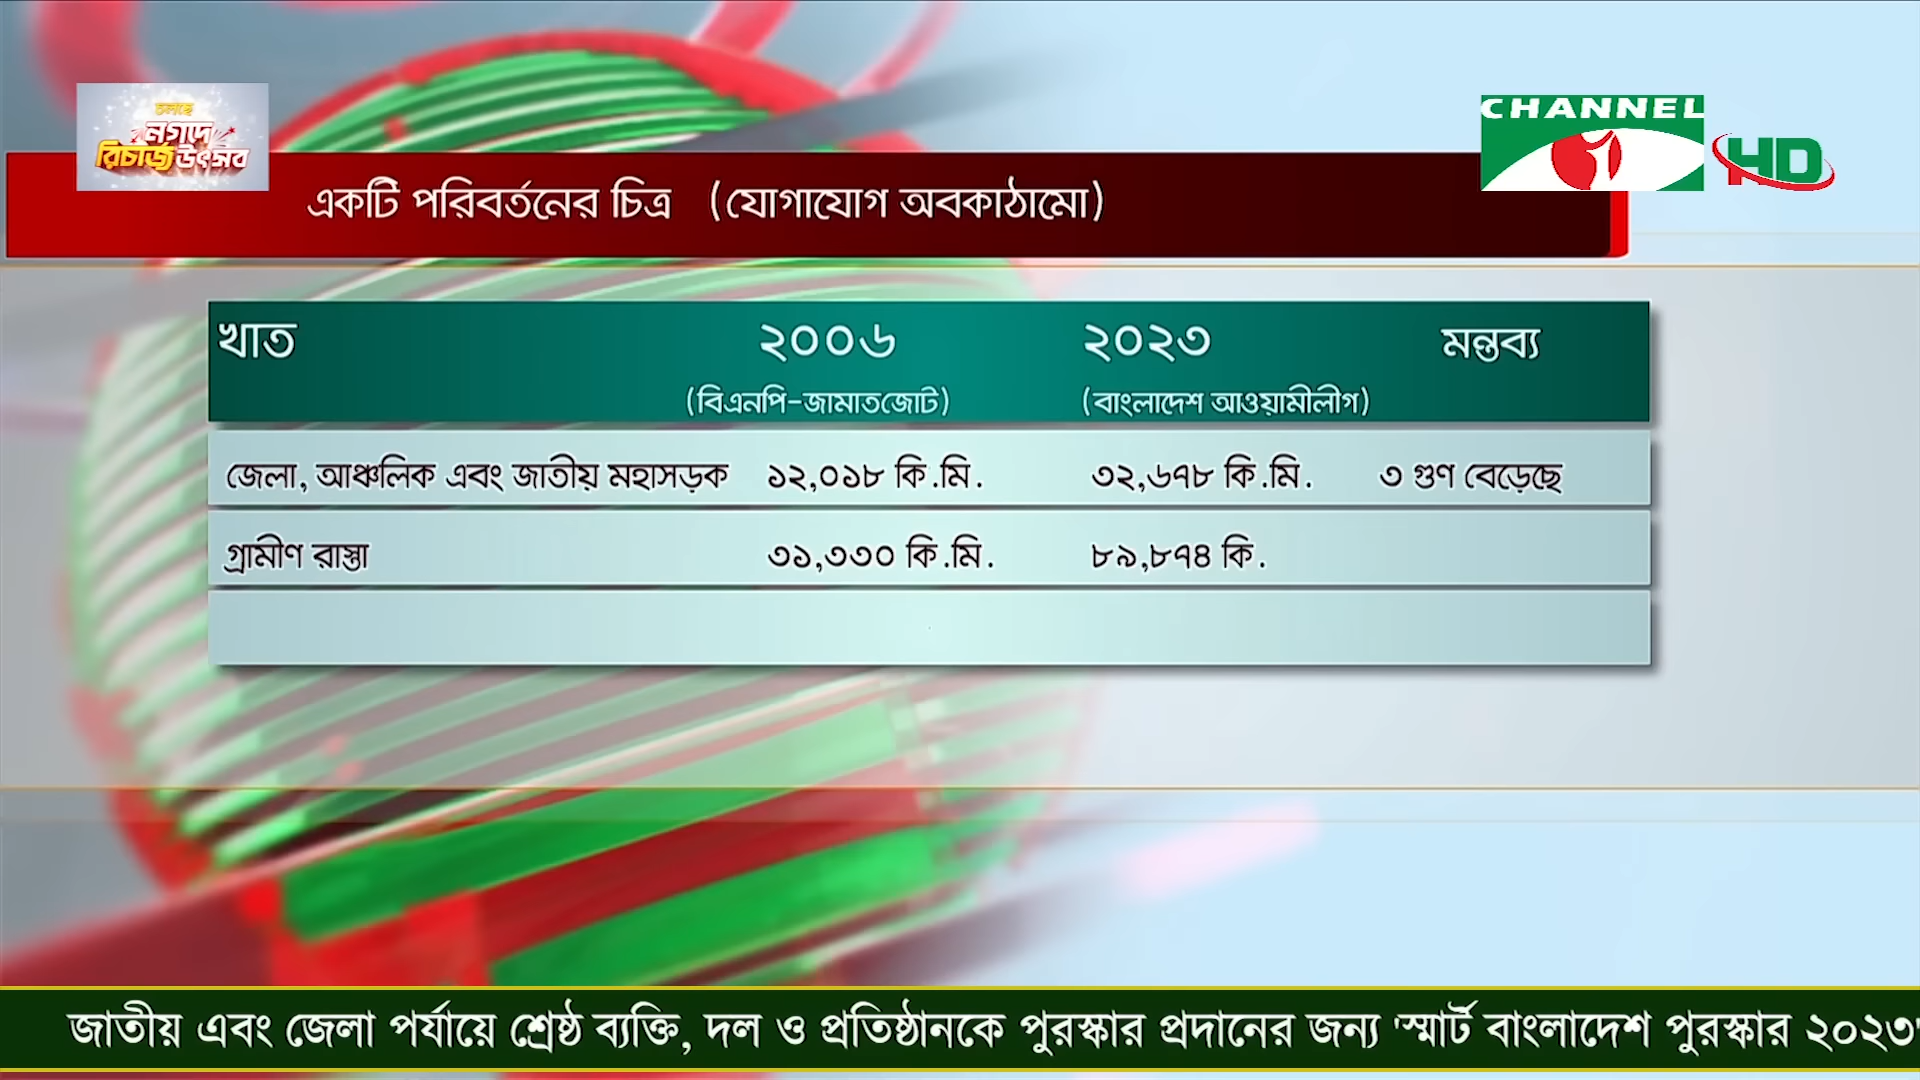 চলছে
নগদে
রিচার্জ উৎসব
CHANNEL
HD
একটি পরিবর্তনের চিত্র (যোগাযোগ অবকাঠামো)
খাত ২০০৬ ২০২৩ মন্তব্য
(বিএনপি-জামাতজোট) (বাংলাদেশ আওয়ামীলীগ)
জেলা, আঞ্চলিক এবং জাতীয় মহাসড়ক ১২,০১৮ কি.মি. ৩২,৬৭৮ কি.মি. ৩ গুণ বেড়েছে
গ্রামীণ রাস্তা ৩১,৩৩০ কি.মি. ৮৯,৮৭৪ কি.
জাতীয় এবং জেলা পর্যায়ে শ্রেষ্ঠ ব্যক্তি, দল ও প্রতিষ্ঠানকে পুরস্কার প্রদানের জন্য 'স্মার্ট বাংলাদেশ পুরস্কার ২০২৩'